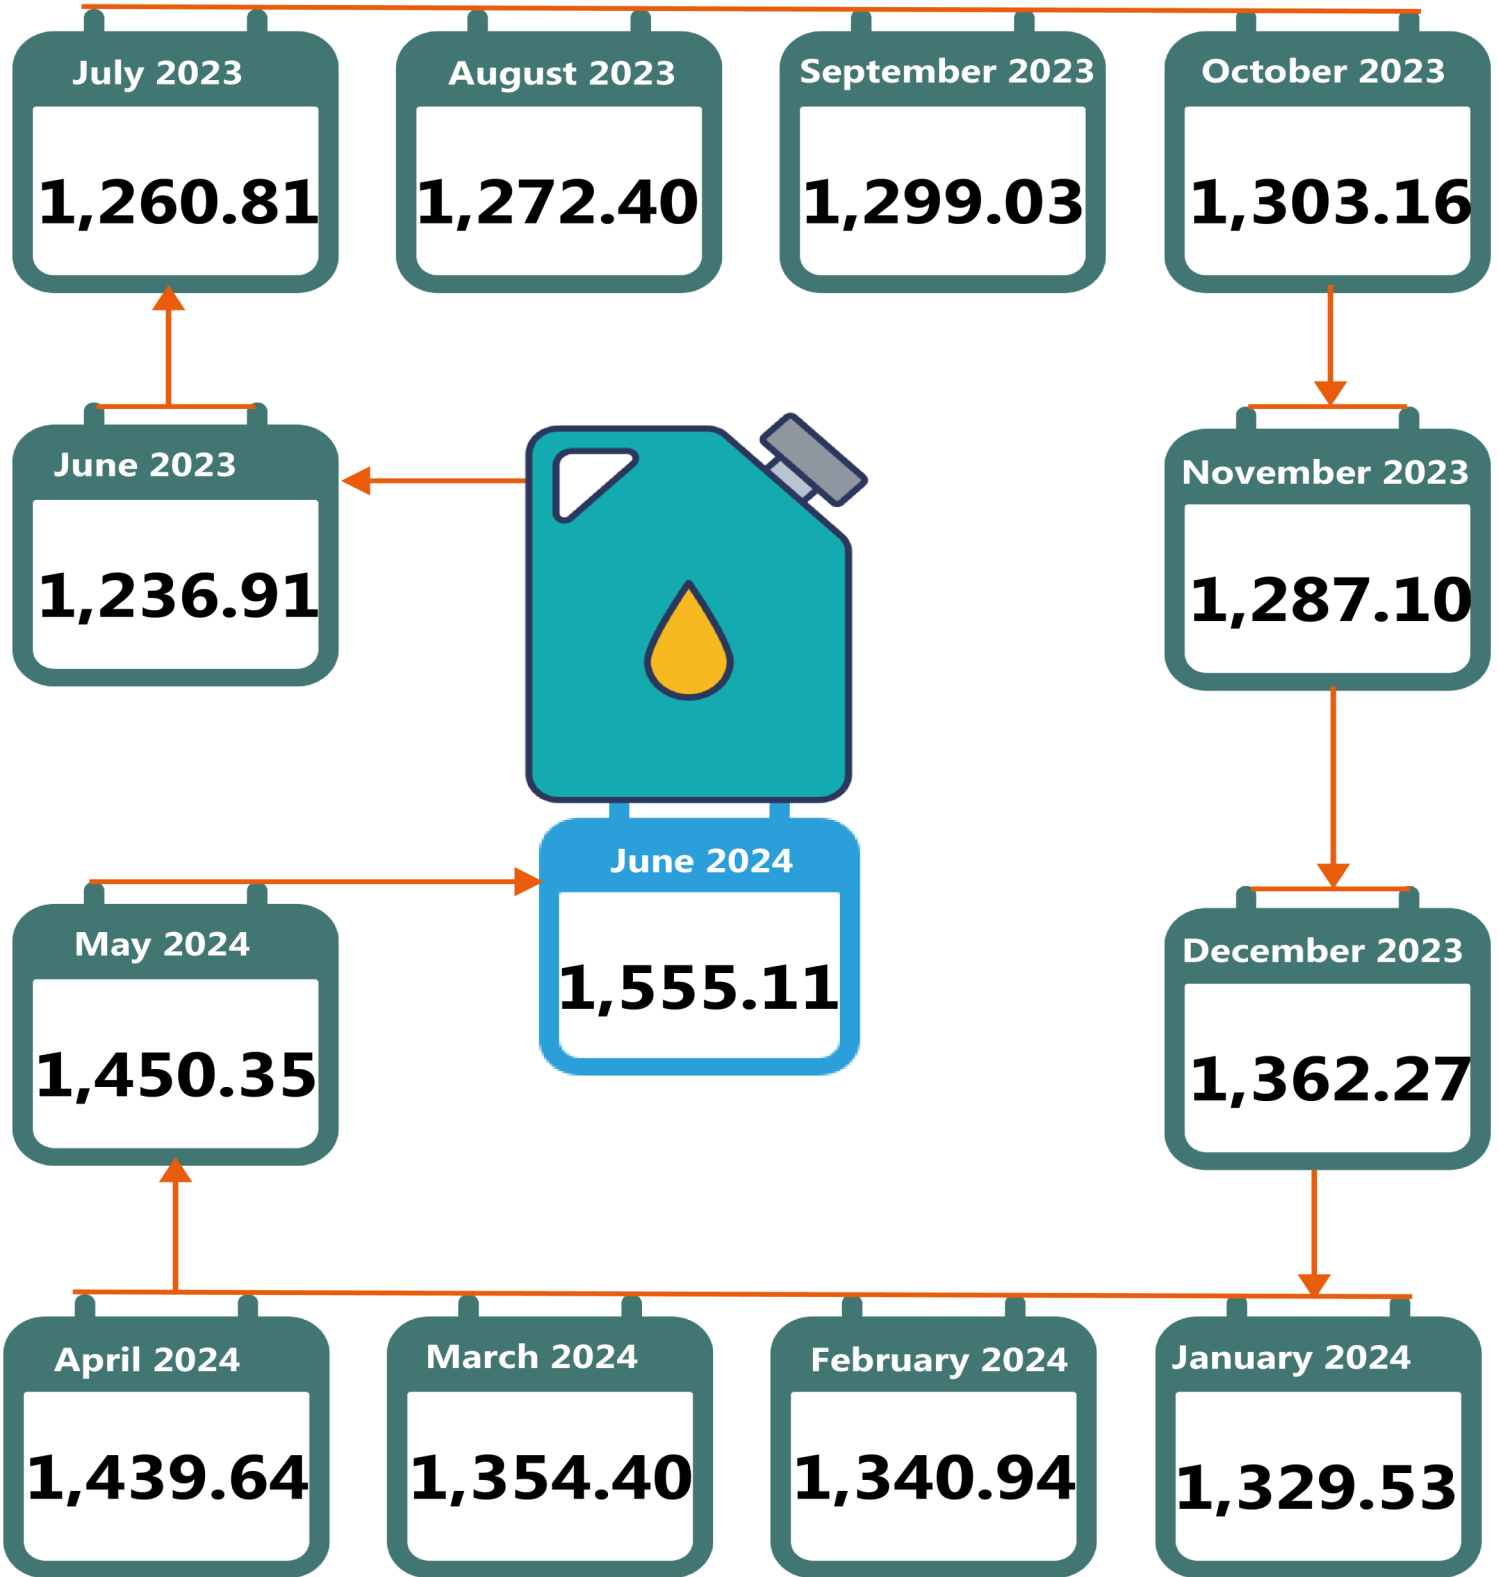 July 2023
1,260.81
August 2023
1,272.40
September 2023
1,299.03
October 2023
1,303.16
June 2023
1,236.91
November 2023
1,287.10
June 2024
1,555.11
May 2024
1,450.35
December 2023
1,362.27
April 2024
1,439.64
March 2024
1,354.40
February 2024
1,340.94
January 2024
1,329.53